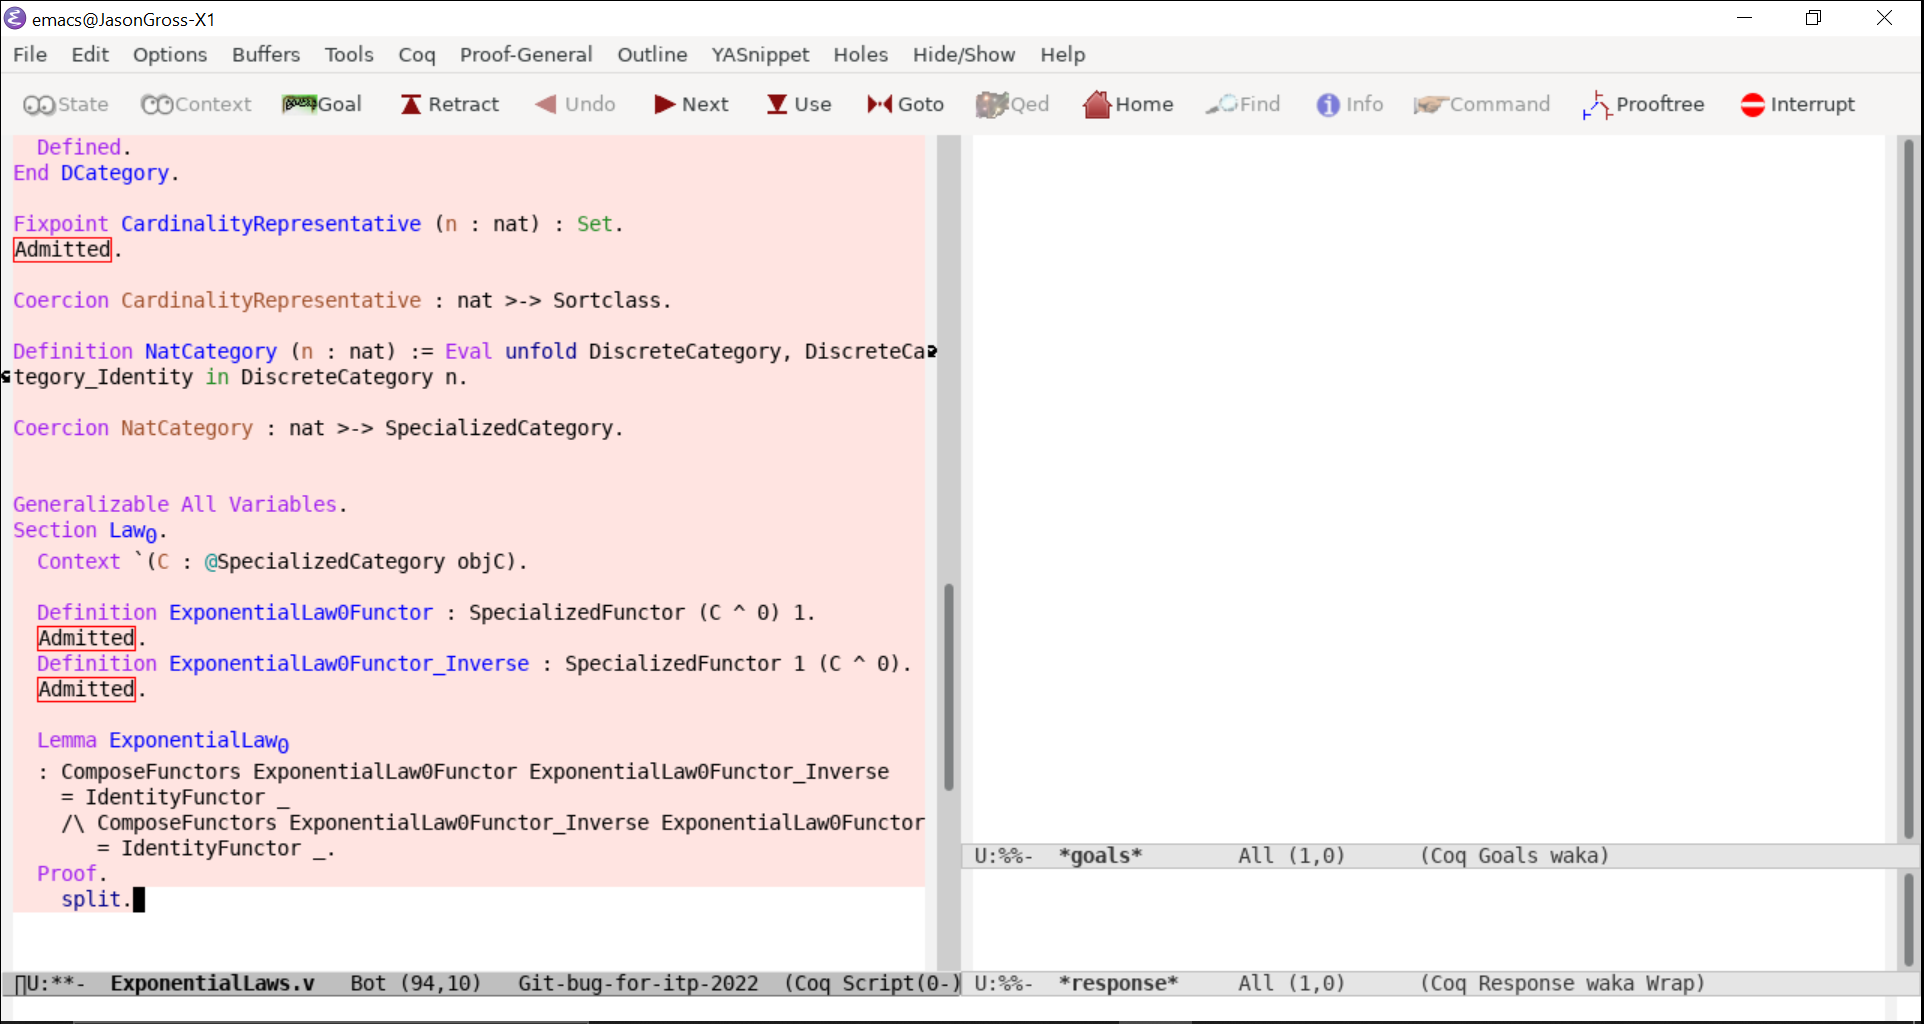 emacs@JasonGross-X1
File Edit Options Buffers Tools Coq Proof-General Outline YASnippet Holes Hide/Show Help
State Context Goal Retract Next Undo Use Goto Qed Home Find Info Command Prooftree Interrupt
  Defined.
End DCategory.
Fixpoint CardinalityRepresentative (n : nat) : Set.
Admitted.
Coercion CardinalityRepresentative : nat >-> Sortclass.
Definition NatCategory (n : nat) := Eval unfold DiscreteCategory, DiscreteCa
tegory_Identity in DiscreteCategory n.
Coercion NatCategory : nat >-> SpecializedCategory.
Generalizable All Variables.
Section Law₀.
  Context `(C : @SpecializedCategory objC).
  Definition ExponentialLaw0Functor : SpecializedFunctor (C ^ 0) 1.
  Admitted.
  Definition ExponentialLaw0Functor_Inverse : SpecializedFunctor 1 (C ^ 0).
  Admitted.
  Lemma ExponentialLaw₀
  : ComposeFunctors ExponentialLaw0Functor ExponentialLaw0Functor_Inverse
    = IdentityFunctor _
    /\ ComposeFunctors ExponentialLaw0Functor_Inverse ExponentialLaw0Functor
       = IdentityFunctor _.
  Proof.
    split.
U:**-  ExponentialLaws.v   Bot (94,10)   Git-bug-for-itp-2022  (Coq Script(0-)
U:%%-  *goals*        All (1,0)      (Coq Goals waka)
U:%%-  *response*     All (1,0)      (Coq Response waka Wrap)